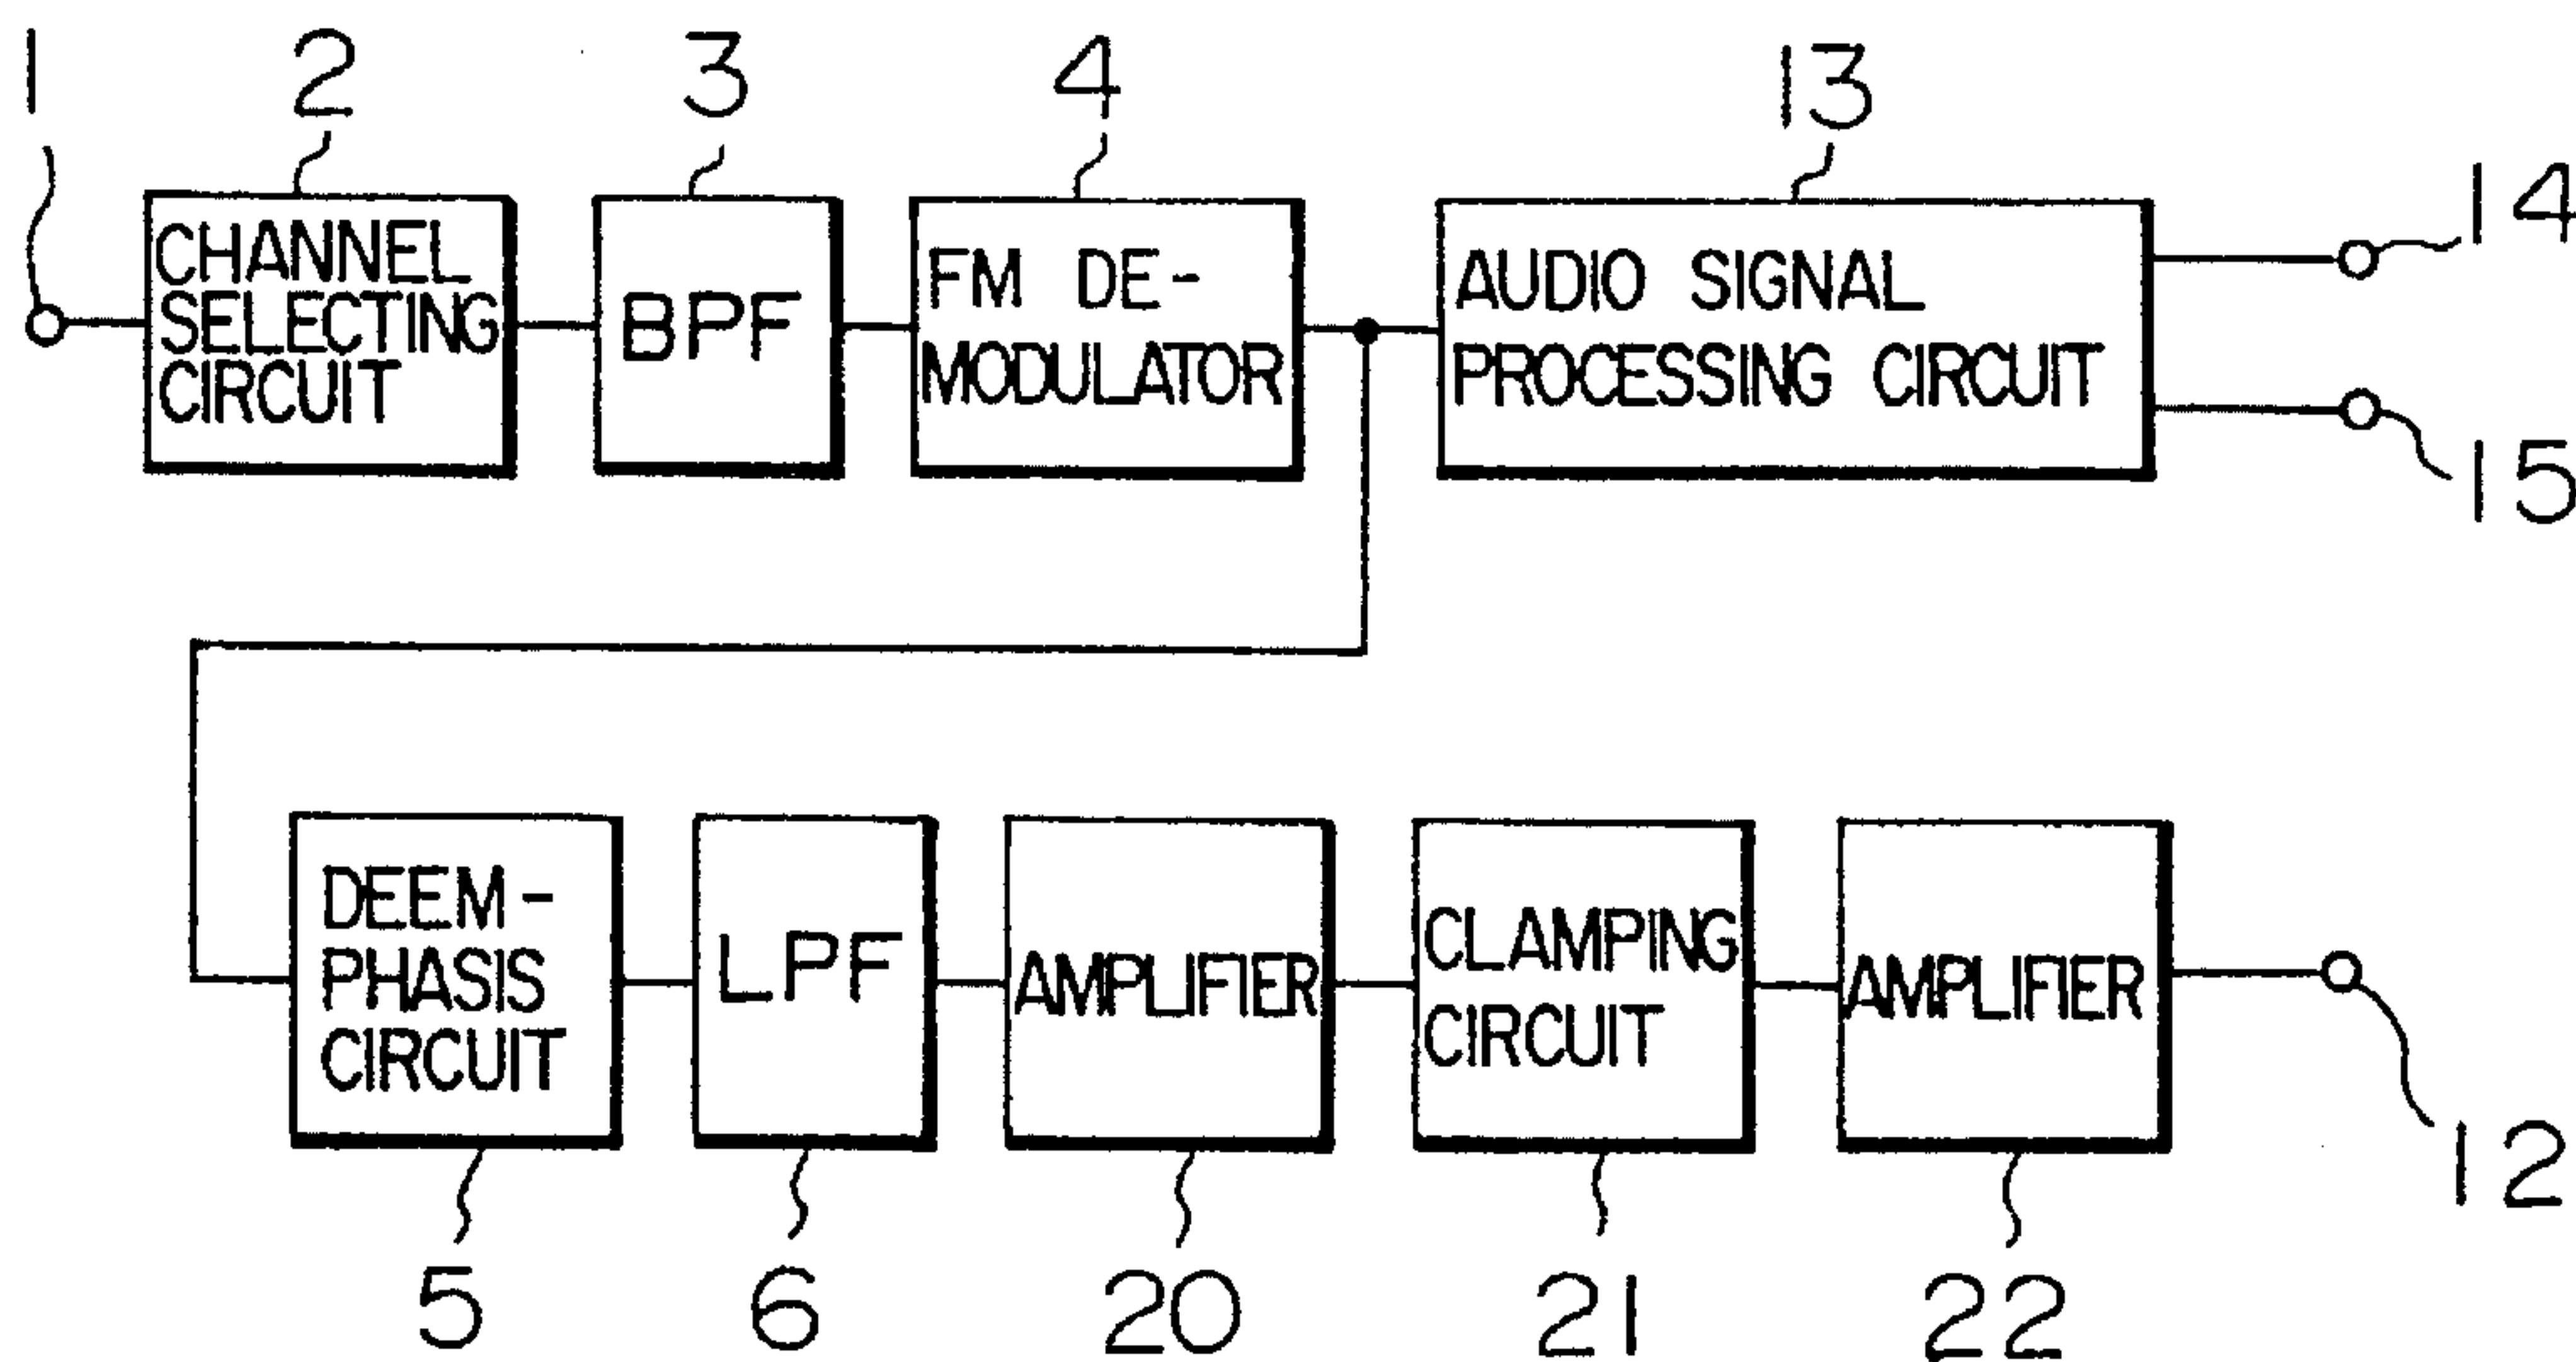 1 2 3 4 13
CHANNEL
SELECTING
CIRCUIT
BPF
FM DE-
MODULATOR
AUDIO SIGNAL
PROCESSING CIRCUIT
14
15
DEEM-
PHASIS
CIRCUIT
LPF
AMPLIFIER
CLAMPING
CIRCUIT
AMPLIFIER
12
5 6 20 21 22